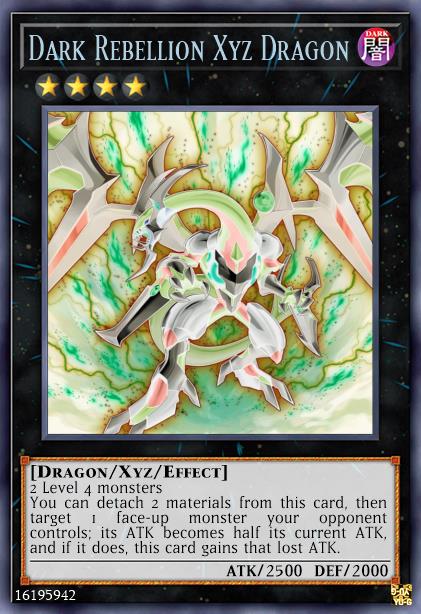 Dark Rebellion Xyz Dragon
DARK
闇
[Dragon/Xyz/Effect]
2 Level 4 monsters
You can detach 2 materials from this card, then
target 1 face-up monster your opponent
controls; its ATK becomes half its current ATK,
and if it does, this card gains that lost ATK.
ATK/2500 DEF/2000
16195942